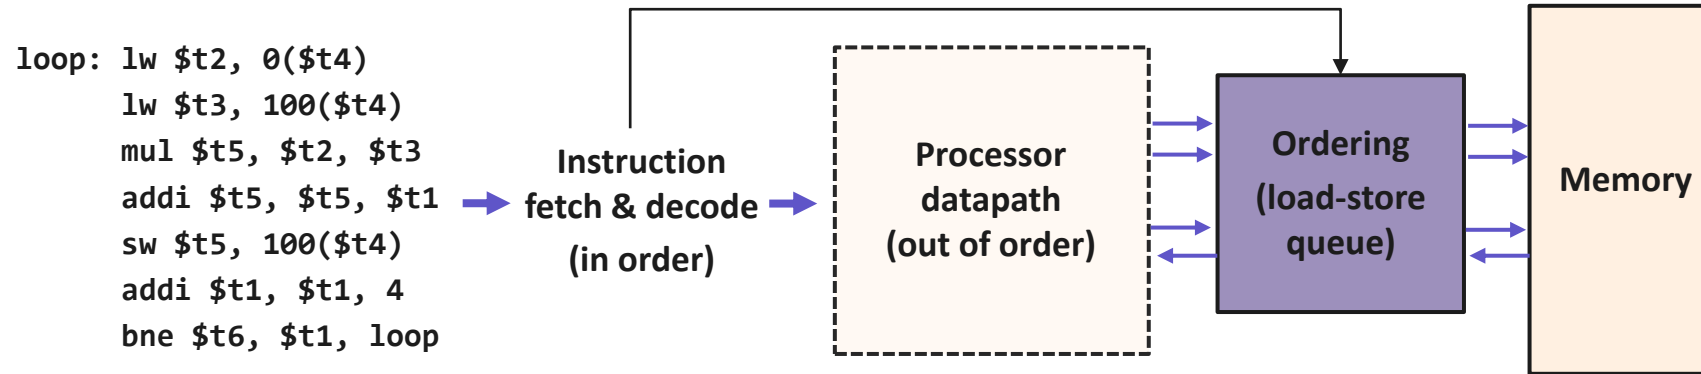 loop: lw $t2, 0($t4)
lw $t3, 100($t4)
mul $t5, $t2, $t3
addi $t5, $t5, $t1
sw $t5, 100($t4)
addi $t1, $t1, 4
bne $t6, $t1, loop
Instruction
fetch & decode
(in order)
Processor
datapath
(out of order)
Ordering
(load-store
queue)
Memory